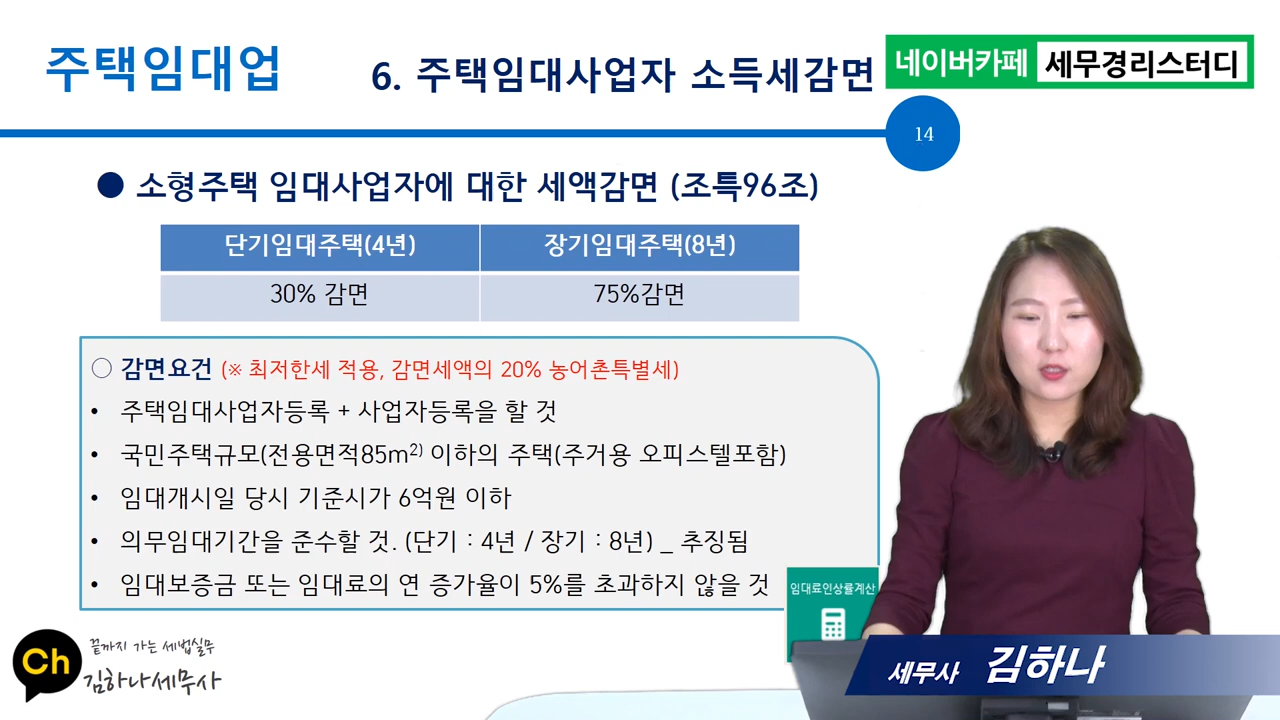 주택임대업
6. 주택임대사업자 소득세감면
네이버카페 세무경리스터디
14
● 소형주택 임대사업자에 대한 세액감면 (조특96조)
단기임대주택(4년) 장기임대주택(8년)
30% 감면 75%감면
○ 감면요건 (※ 최저한세 적용, 감면세액의 20% 농어촌특별세)
• 주택임대사업자등록 + 사업자등록을 할 것
• 국민주택규모(전용면적85m²⁾ 이하의 주택(주거용 오피스텔포함)
• 임대개시일 당시 기준시가 6억원 이하
• 의무임대기간을 준수할 것. (단기 : 4년 / 장기 : 8년) _ 추징됨
• 임대보증금 또는 임대료의 연 증가율이 5%를 초과하지 않을 것
임대료인상률계산
Ch
끝까지 가는 세법실무
김하나세무사
세무사 김하나